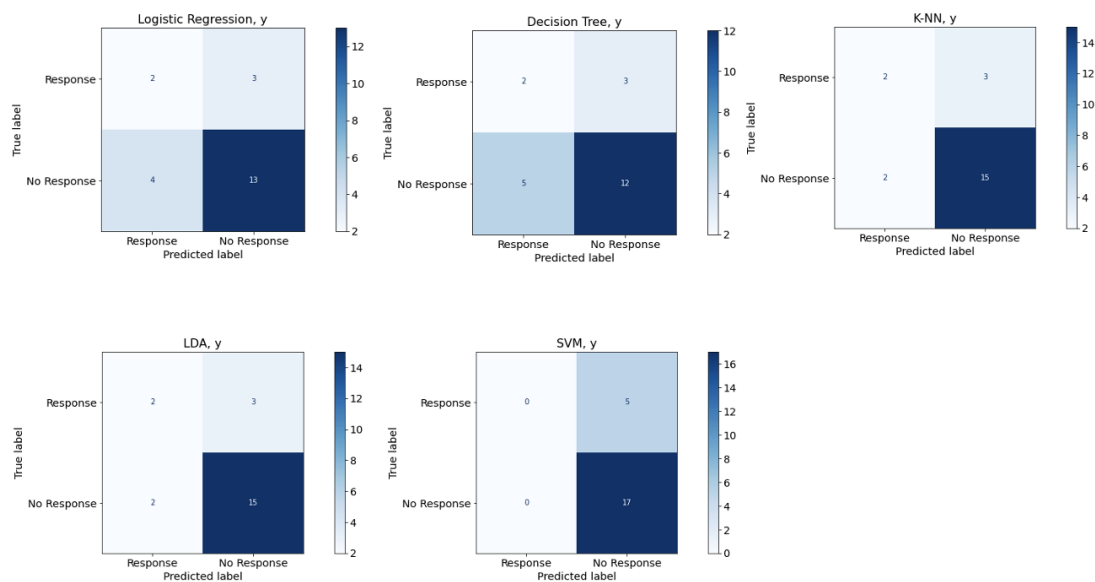 Logistic Regression, y
True label
Response
No Response
2
3
4
13
Response
No Response
Predicted label
12
10
8
6
4
2
Decision Tree, y
True label
Response
No Response
2
3
5
12
Response
No Response
Predicted label
12
10
8
6
4
2
K-NN, y
True label
Response
No Response
2
3
2
15
Response
No Response
Predicted label
14
12
10
8
6
4
2
LDA, y
True label
Response
No Response
2
3
2
15
Response
No Response
Predicted label
14
12
10
8
6
4
2
SVM, y
True label
Response
No Response
0
5
0
17
Response
No Response
Predicted label
16
14
12
10
8
6
4
2
0